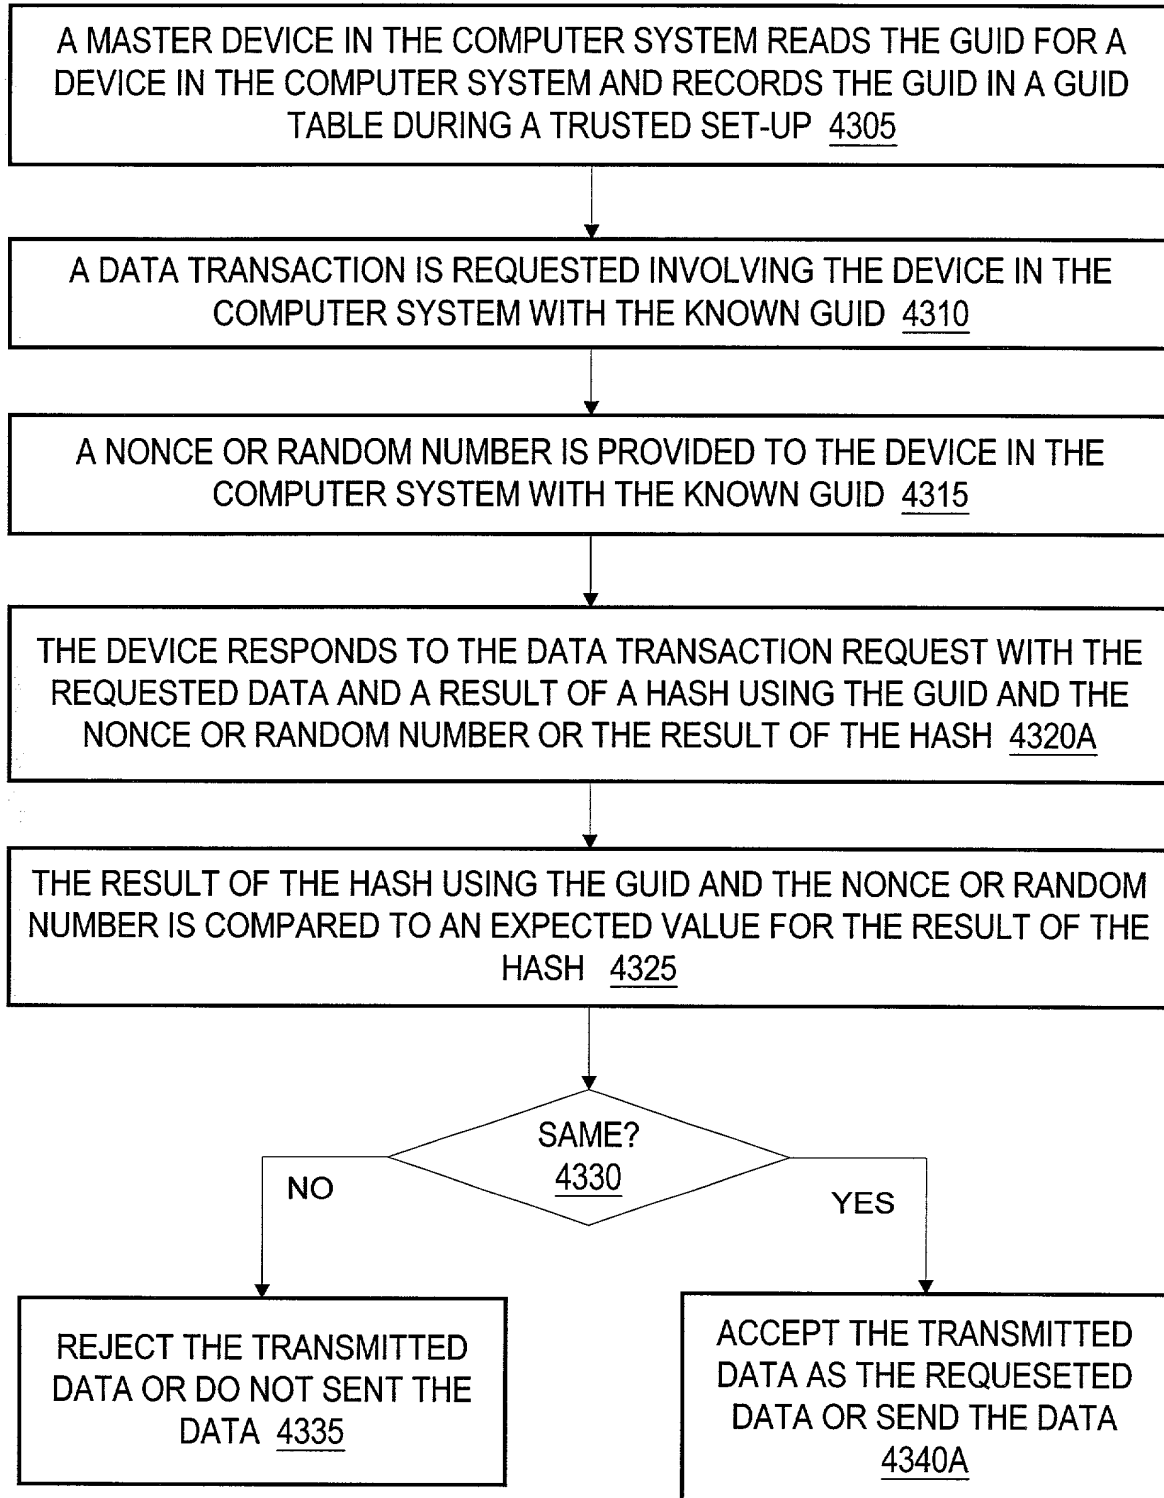 A MASTER DEVICE IN THE COMPUTER SYSTEM READS THE GUID FOR A
DEVICE IN THE COMPUTER SYSTEM AND RECORDS THE GUID IN A GUID
TABLE DURING A TRUSTED SET-UP 4305
A DATA TRANSACTION IS REQUESTED INVOLVING THE DEVICE IN THE
COMPUTER SYSTEM WITH THE KNOWN GUID 4310
A NONCE OR RANDOM NUMBER IS PROVIDED TO THE DEVICE IN THE
COMPUTER SYSTEM WITH THE KNOWN GUID 4315
THE DEVICE RESPONDS TO THE DATA TRANSACTION REQUEST WITH THE
REQUESTED DATA AND A RESULT OF A HASH USING THE GUID AND THE
NONCE OR RANDOM NUMBER OR THE RESULT OF THE HASH 4320A
THE RESULT OF THE HASH USING THE GUID AND THE NONCE OR RANDOM
NUMBER IS COMPARED TO AN EXPECTED VALUE FOR THE RESULT OF THE
HASH 4325
SAME?
4330
NO
YES
REJECT THE TRANSMITTED
DATA OR DO NOT SENT THE
DATA 4335
ACCEPT THE TRANSMITTED
DATA AS THE REQUESETED
DATA OR SEND THE DATA
4340A